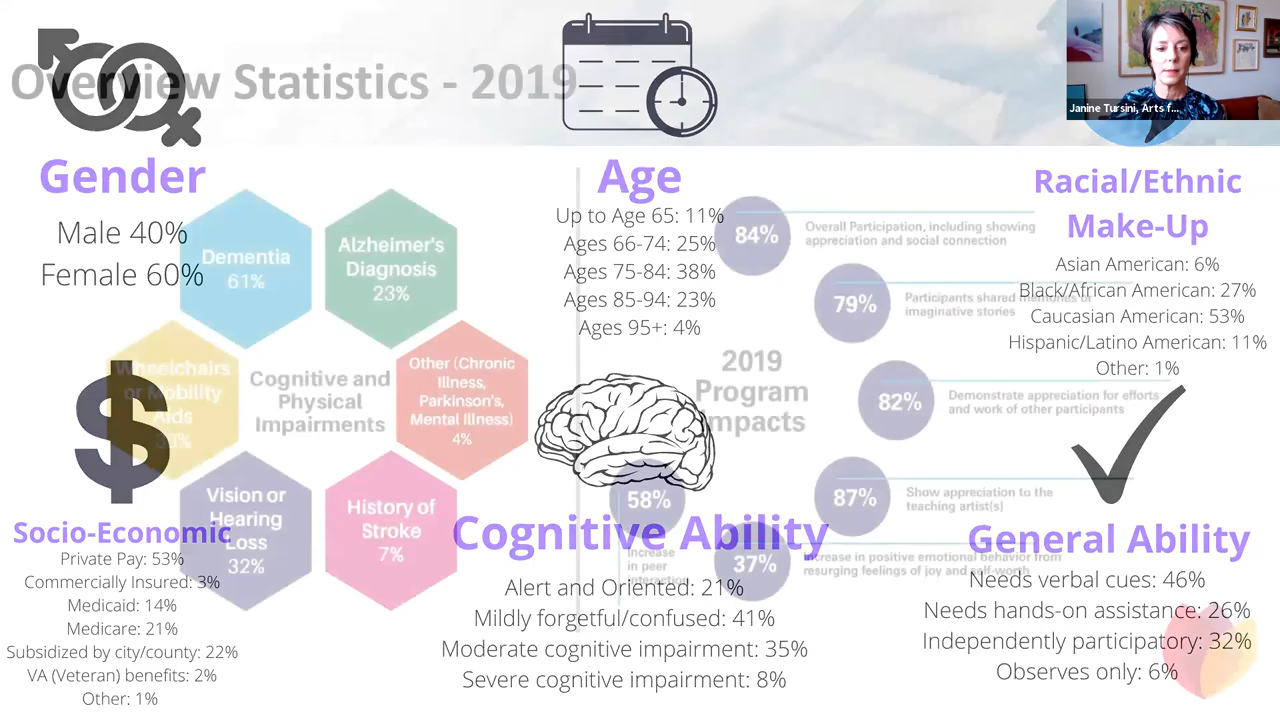 Overview Statistics - 2019
Janine Tursini, Arts f...
Gender
Male 40%
Female 60%
Age
Up to Age 65: 11%
Ages 66-74: 25%
Ages 75-84: 38%
Ages 85-94: 23%
Ages 95+: 4%
Racial/Ethnic
Make-Up
Asian American: 6%
Black/African American: 27%
Caucasian American: 53%
Hispanic/Latino American: 11%
Other: 1%
Dementia
61%
Alzheimer's
Diagnosis
23%
Wheelchairs
or Mobility
Aids
Cognitive and
Physical
Impairments
Other (Chronic
Illness,
Parkinson's,
Mental Illness)
4%
Vision or
Hearing
Loss
32%
History of
Stroke
7%
84%
Overall Participation, including showing
appreciation and social connection
79%
Participants shared memories or
imaginative stories
2019
Program
Impacts
82%
Demonstrate appreciation for efforts
and work of other participants
87%
Show appreciation to the
teaching artist(s)
58%
Increase
in peer
interaction
37%
Increase in positive emotional behavior from
resurging feelings of joy and self-worth
Socio-Economic
Private Pay: 53%
Commercially Insured: 3%
Medicaid: 14%
Medicare: 21%
Subsidized by city/county: 22%
VA (Veteran) benefits: 2%
Other: 1%
Cognitive Ability
Alert and Oriented: 21%
Mildly forgetful/confused: 41%
Moderate cognitive impairment: 35%
Severe cognitive impairment: 8%
General Ability
Needs verbal cues: 46%
Needs hands-on assistance: 26%
Independently participatory: 32%
Observes only: 6%